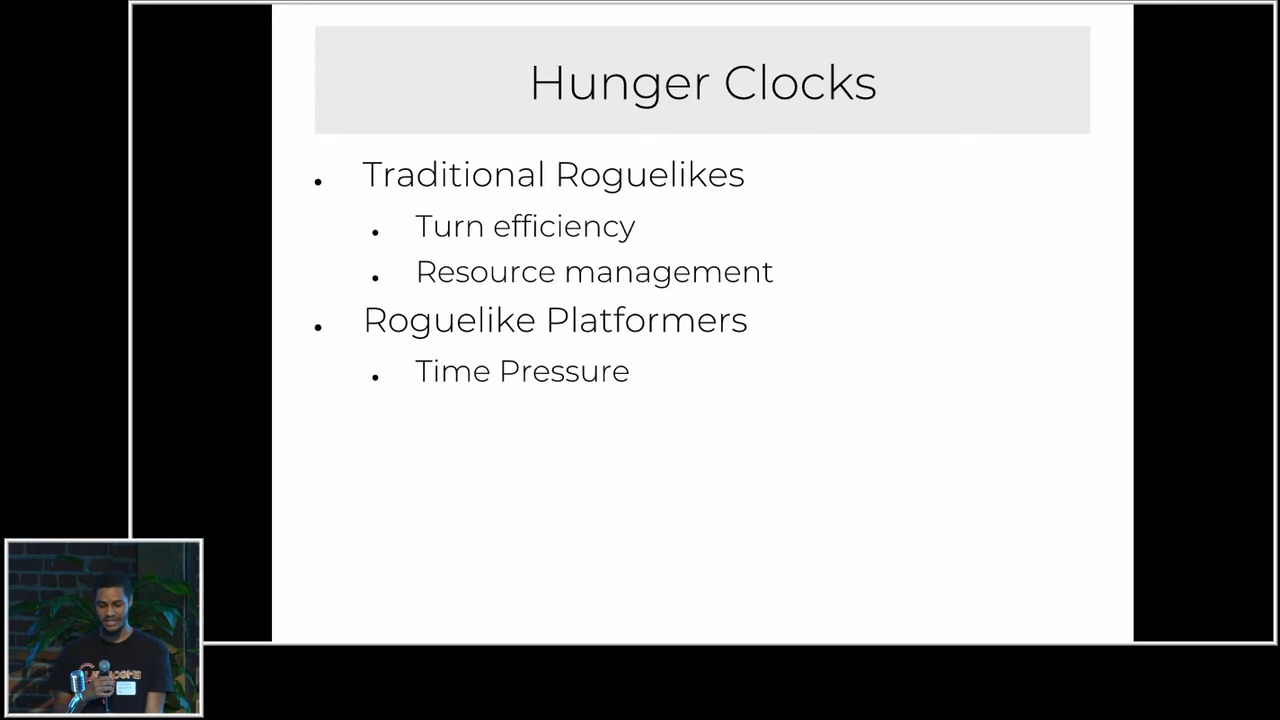 Hunger Clocks
Traditional Roguelikes
Turn efficiency
Resource management
Roguelike Platformers
Time Pressure